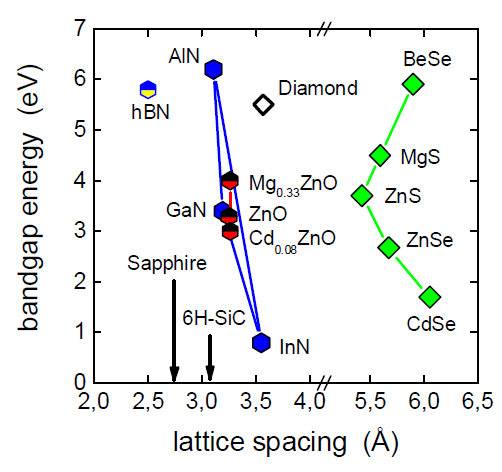 7
6
5
4
3
2
1
0
bandgap energy (eV)
AlN
hBN
Diamond
BeSe
MgS
Mg0.33ZnO
GaN
ZnO
ZnS
Cd0.08ZnO
ZnSe
Sapphire
6H-SiC
InN
CdSe
2,0 2,5 3,0 3,5 4,0 5,5 6,0 6,5
lattice spacing (Å)